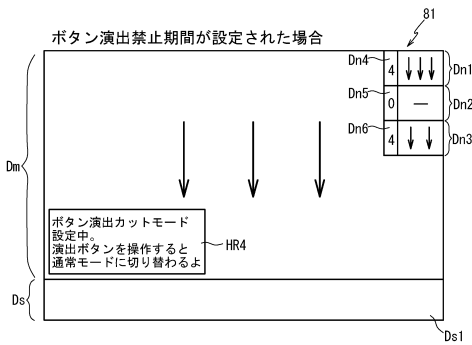 ボタン演出禁止期間が設定された場合
81
Dn4
4
Dn1
Dn5
0
—
Dn2
Dn6
4
Dn3
Dm
ボタン演出カットモード
設定中。
演出ボタンを操作すると
通常モードに切り替わるよ
HR4
Ds
Ds1